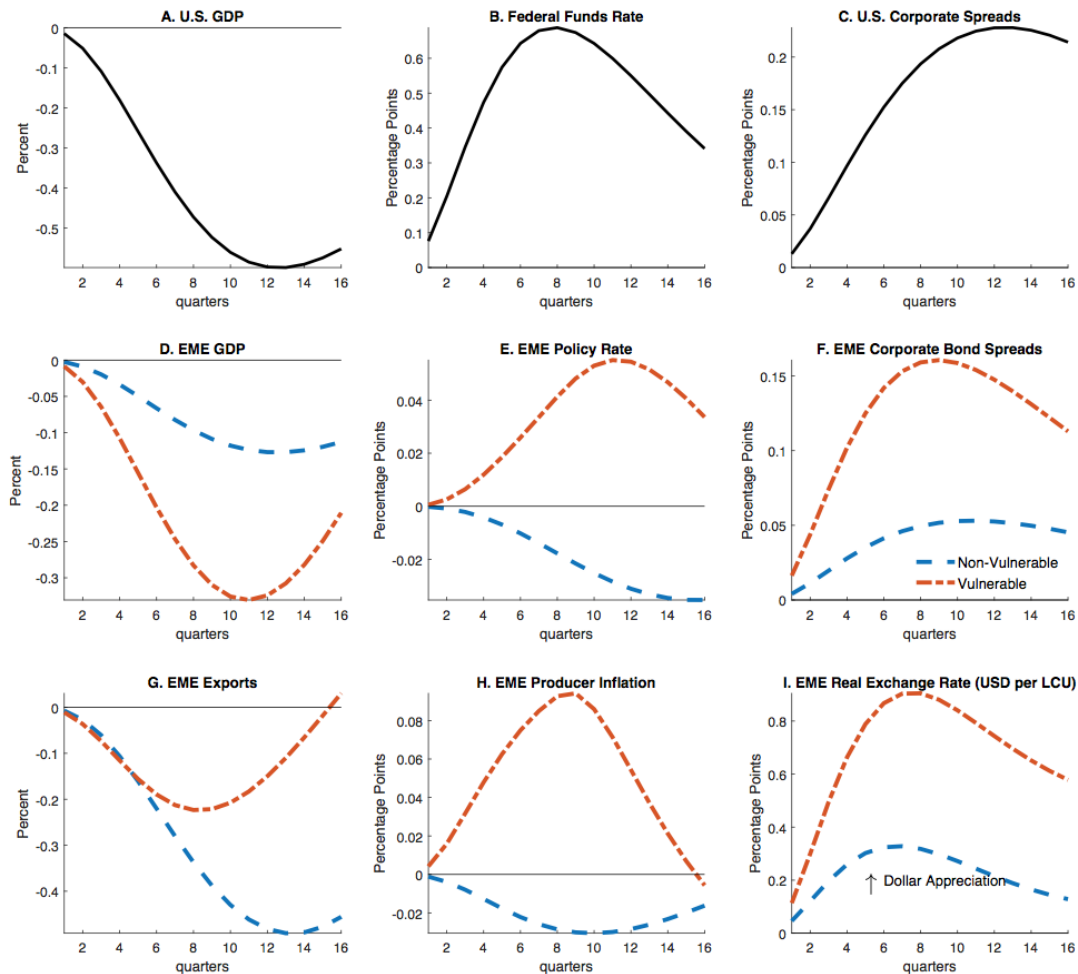 A. U.S. GDP
Percent
0
-0.1
-0.2
-0.3
-0.4
-0.5
2 4 6 8 10 12 14 16
quarters
B. Federal Funds Rate
Percentage Points
0.6
0.5
0.4
0.3
0.2
0.1
0
2 4 6 8 10 12 14 16
quarters
C. U.S. Corporate Spreads
Percentage Points
0.2
0.15
0.1
0.05
0
2 4 6 8 10 12 14 16
quarters
D. EME GDP
Percent
0
-0.05
-0.1
-0.15
-0.2
-0.25
-0.3
2 4 6 8 10 12 14 16
quarters
E. EME Policy Rate
Percentage Points
0.04
0.02
0
-0.02
2 4 6 8 10 12 14 16
quarters
F. EME Corporate Bond Spreads
Percentage Points
0.15
0.1
0.05
0
Non-Vulnerable
Vulnerable
2 4 6 8 10 12 14 16
quarters
G. EME Exports
Percent
0
-0.1
-0.2
-0.3
-0.4
2 4 6 8 10 12 14 16
quarters
H. EME Producer Inflation
Percentage Points
0.08
0.06
0.04
0.02
0
-0.02
2 4 6 8 10 12 14 16
quarters
I. EME Real Exchange Rate (USD per LCU)
Percentage Points
0.8
0.6
0.4
0.2
0
↑ Dollar Appreciation
2 4 6 8 10 12 14 16
quarters